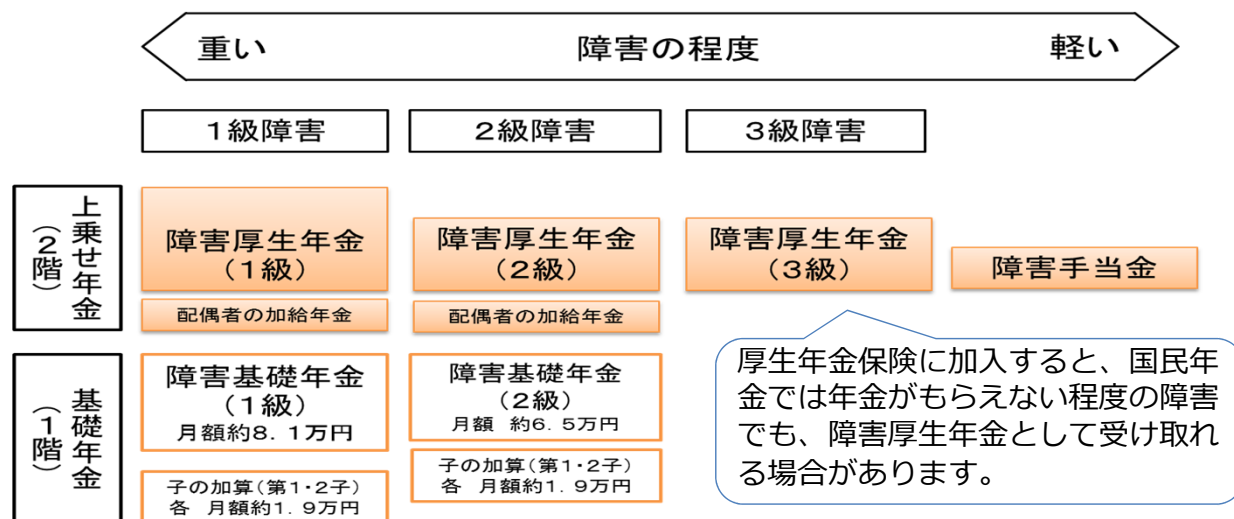 重い 障害の程度 軽い
1級障害 2級障害 3級障害
上乗せ年金
(2階)
障害厚生年金
(1級)
障害厚生年金
(2級)
障害厚生年金
(3級)
障害手当金
配偶者の加給年金
配偶者の加給年金
基礎年金
(1階)
障害基礎年金
(1級)
月額約8.1万円
障害基礎年金
(2級)
月額 約6.5万円
子の加算(第1・2子)
各 月額約1.9万円
子の加算(第1・2子)
各 月額約1.9万円
厚生年金保険に加入すると、国民年
金では年金がもらえない程度の障害
でも、障害厚生年金として受け取れ
る場合があります。